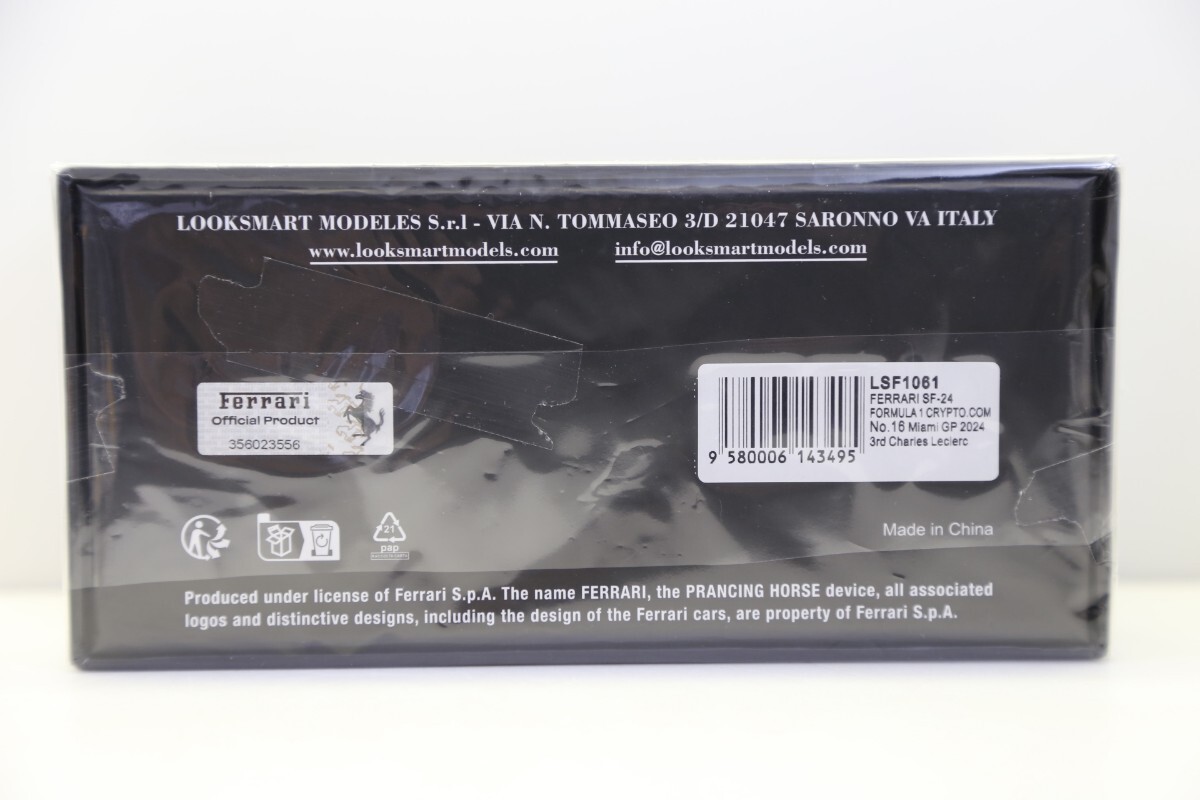 LOOKSMART MODELES S.r.l - VIA N. TOMMASEO 3/D 21047 SARONNO VA ITALY
www.looksmartmodels.com info@looksmartmodels.com
Ferrari
Official Product
356023556
LSF1061
FERRARI SF-24
FORMULA 1 CRYPTO.COM
No.16 Miami GP 2024
3rd Charles Leclerc
9 580006 143495
21
pap
Made in China
Produced under license of Ferrari S.p.A. The name FERRARI, the PRANCING HORSE device, all associated
logos and distinctive designs, including the design of the Ferrari cars, are property of Ferrari S.p.A.